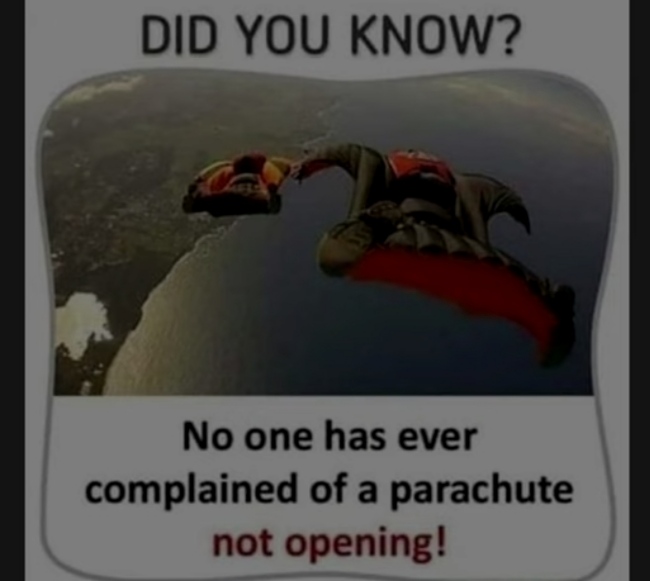 DID YOU KNOW?
No one has ever
complained of a parachute
not opening!